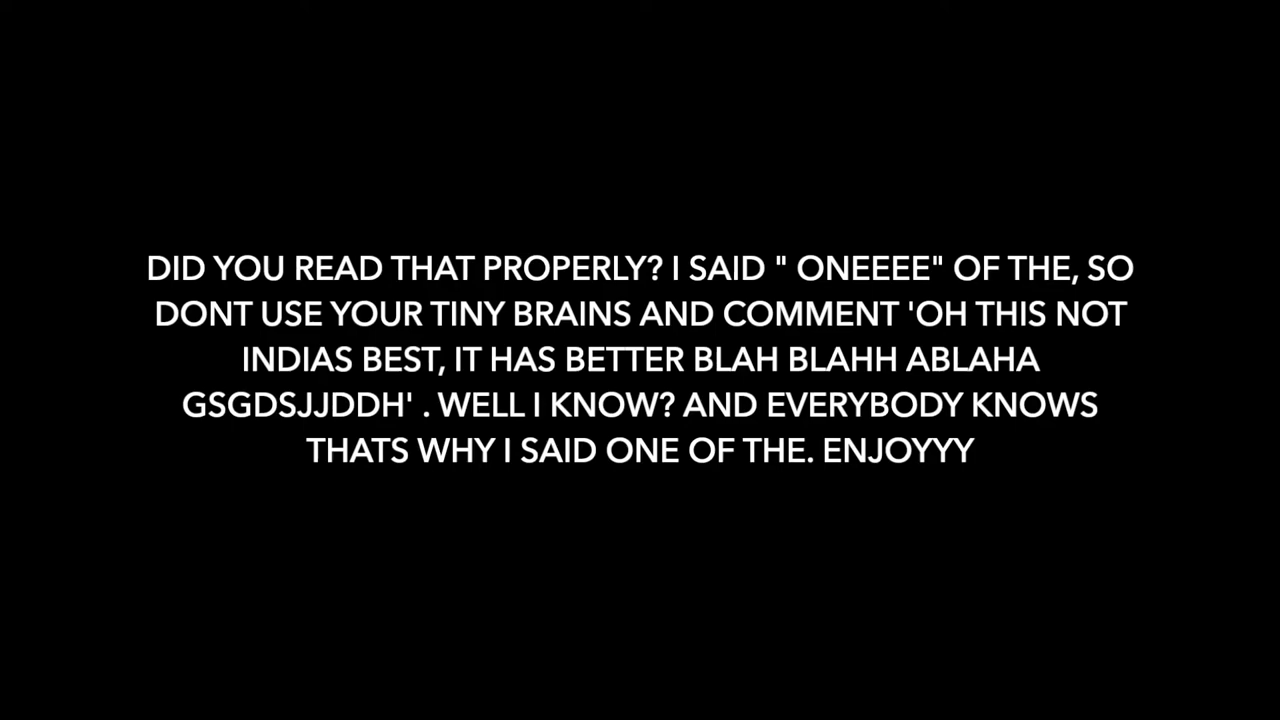 DID YOU READ THAT PROPERLY? I SAID " ONEEEE" OF THE, SO
DONT USE YOUR TINY BRAINS AND COMMENT 'OH THIS NOT
INDIAS BEST, IT HAS BETTER BLAH BLAHH ABLAHA
GSGDSJJDDH' . WELL I KNOW? AND EVERYBODY KNOWS
THATS WHY I SAID ONE OF THE. ENJOYYY